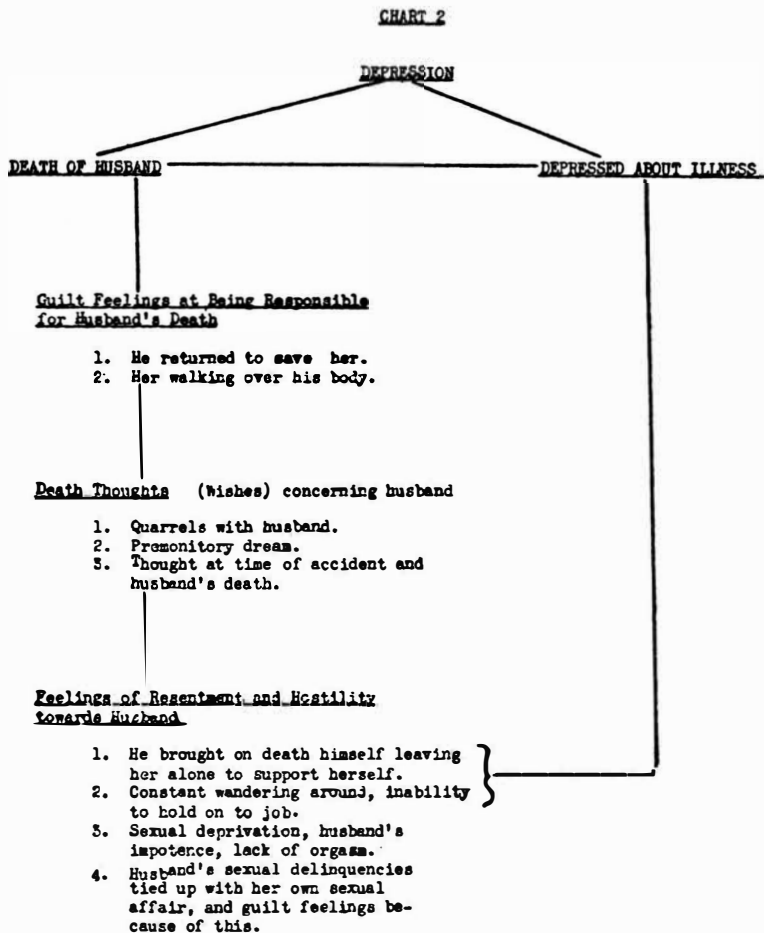 CHART 2
DEPRESSION
DEATH OF HUSBAND
DEPRESSED ABOUT ILLNESS
Guilt Feelings at Being Responsible
for Husband's Death
1. He returned to save her.
2. Her walking over his body.
Death Thoughts (Wishes) concerning husband
1. Quarrels with husband.
2. Premonitory dream.
3. Thought at time of accident and
husband's death.
Feelings of Resentment and Hostility
towards Husband
1. He brought on death himself leaving
her alone to support herself.
2. Constant wandering around, inability
to hold on to job.
3. Sexual deprivation, husband's
impotence, lack of orgasm.
4. Husband's sexual delinquencies
tied up with her own sexual
affair, and guilt feelings be-
cause of this.